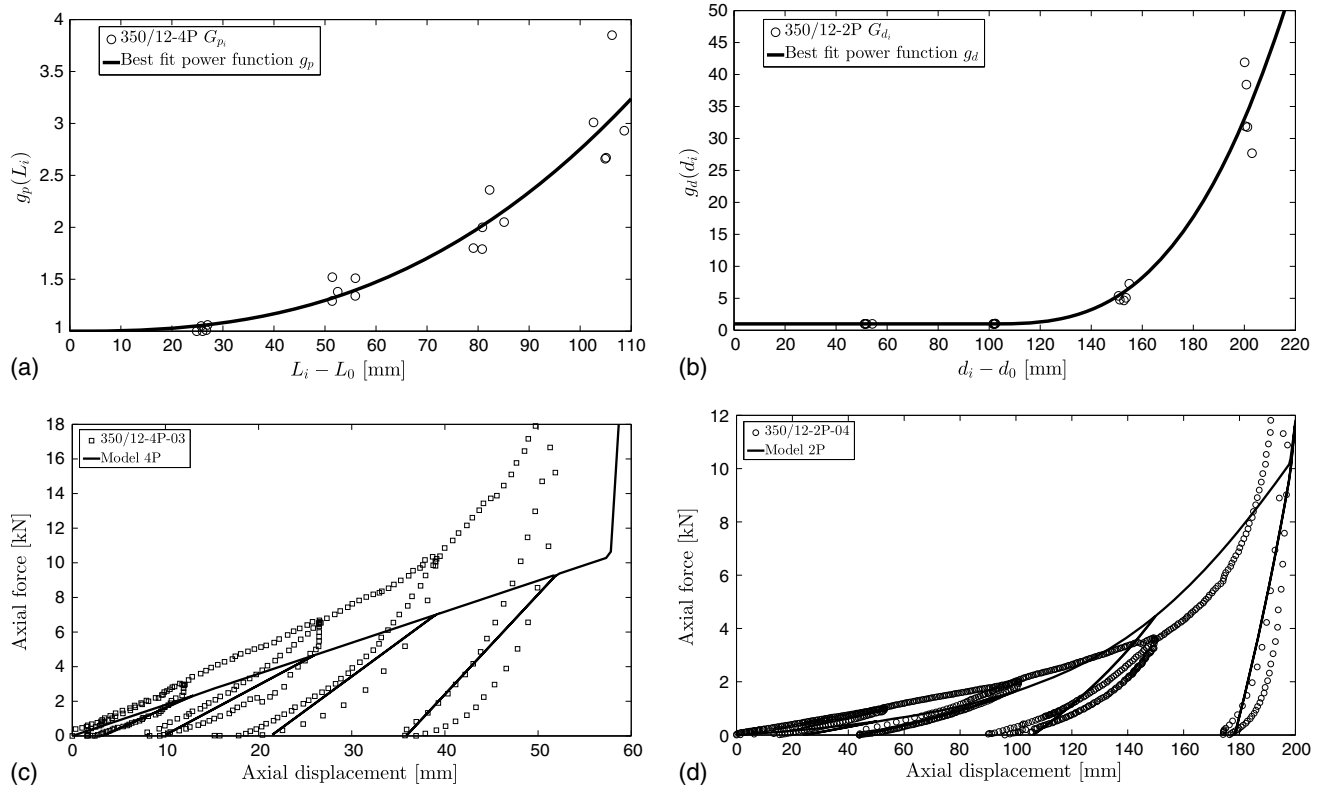 4
3.5
3
2.5
2
1.5
1
g_p(L_i)
○ 350/12-4P G_{p_i}
Best fit power function g_p
0 10 20 30 40 50 60 70 80 90 100 110
L_i − L_0 [mm]
(a)
50
45
40
35
30
25
20
15
10
5
0
g_d(d_i)
○ 350/12-2P G_{d_i}
Best fit power function g_d
0 20 40 60 80 100 120 140 160 180 200 220
d_i − d_0 [mm]
(b)
18
16
14
12
10
8
6
4
2
0
Axial force [kN]
350/12-4P-03
Model 4P
0 10 20 30 40 50 60
Axial displacement [mm]
(c)
12
10
8
6
4
2
0
Axial force [kN]
350/12-2P-04
Model 2P
0 20 40 60 80 100 120 140 160 180 200
Axial displacement [mm]
(d)